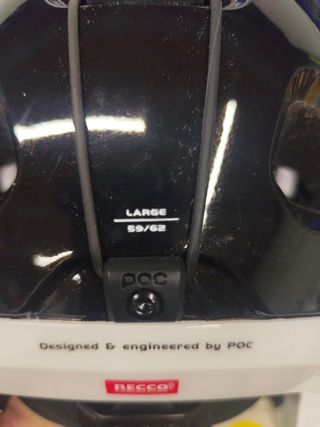 LARGE
59/62
POC
Designed & engineered by POC
RECCO®